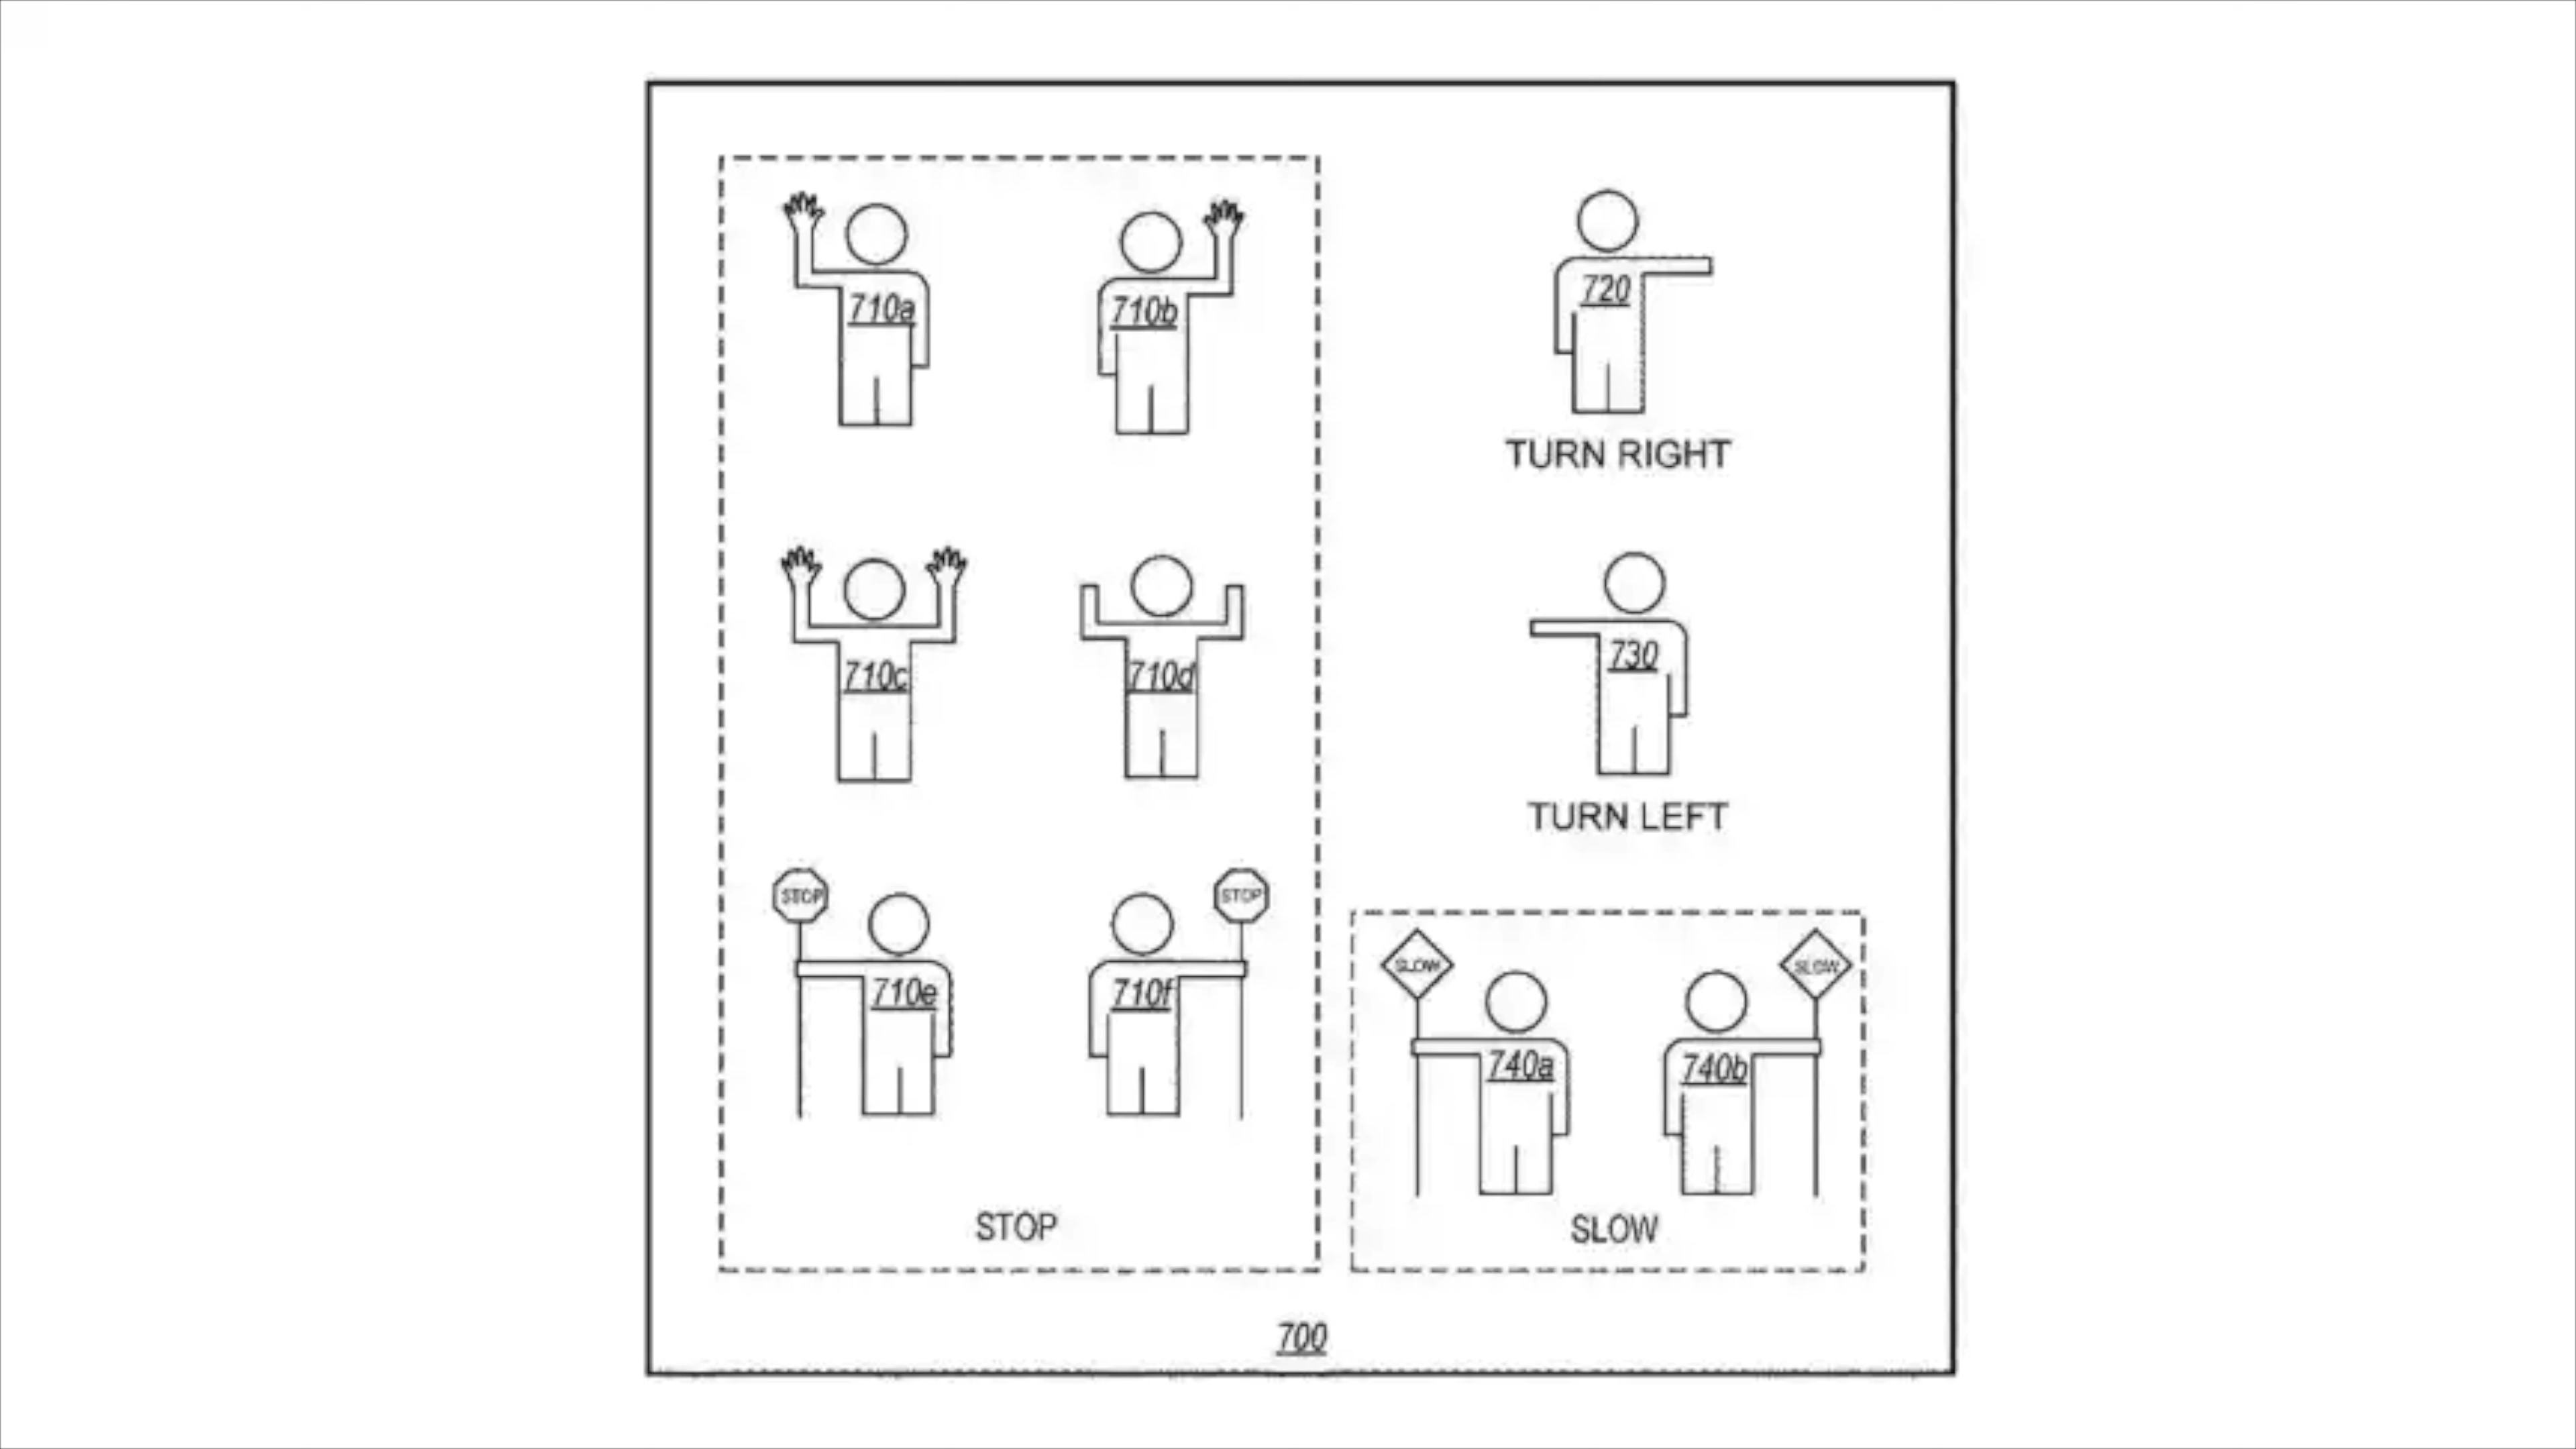 710a
710b
720
TURN RIGHT
710c
710d
730
TURN LEFT
STOP
STOP
710e
710f
SLOW
SLOW
740a
740b
STOP
SLOW
700